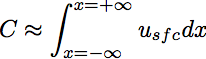 C ≈ ∫_{x=-∞}^{x=+∞} u_{sfc} dx